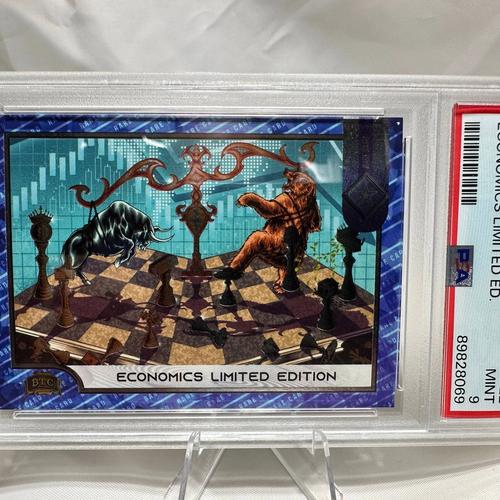 ECONOMICS LIMITED EDITION
BTC
ECONOMICS LIMITED ED.
PSA
9
MINT
89828069